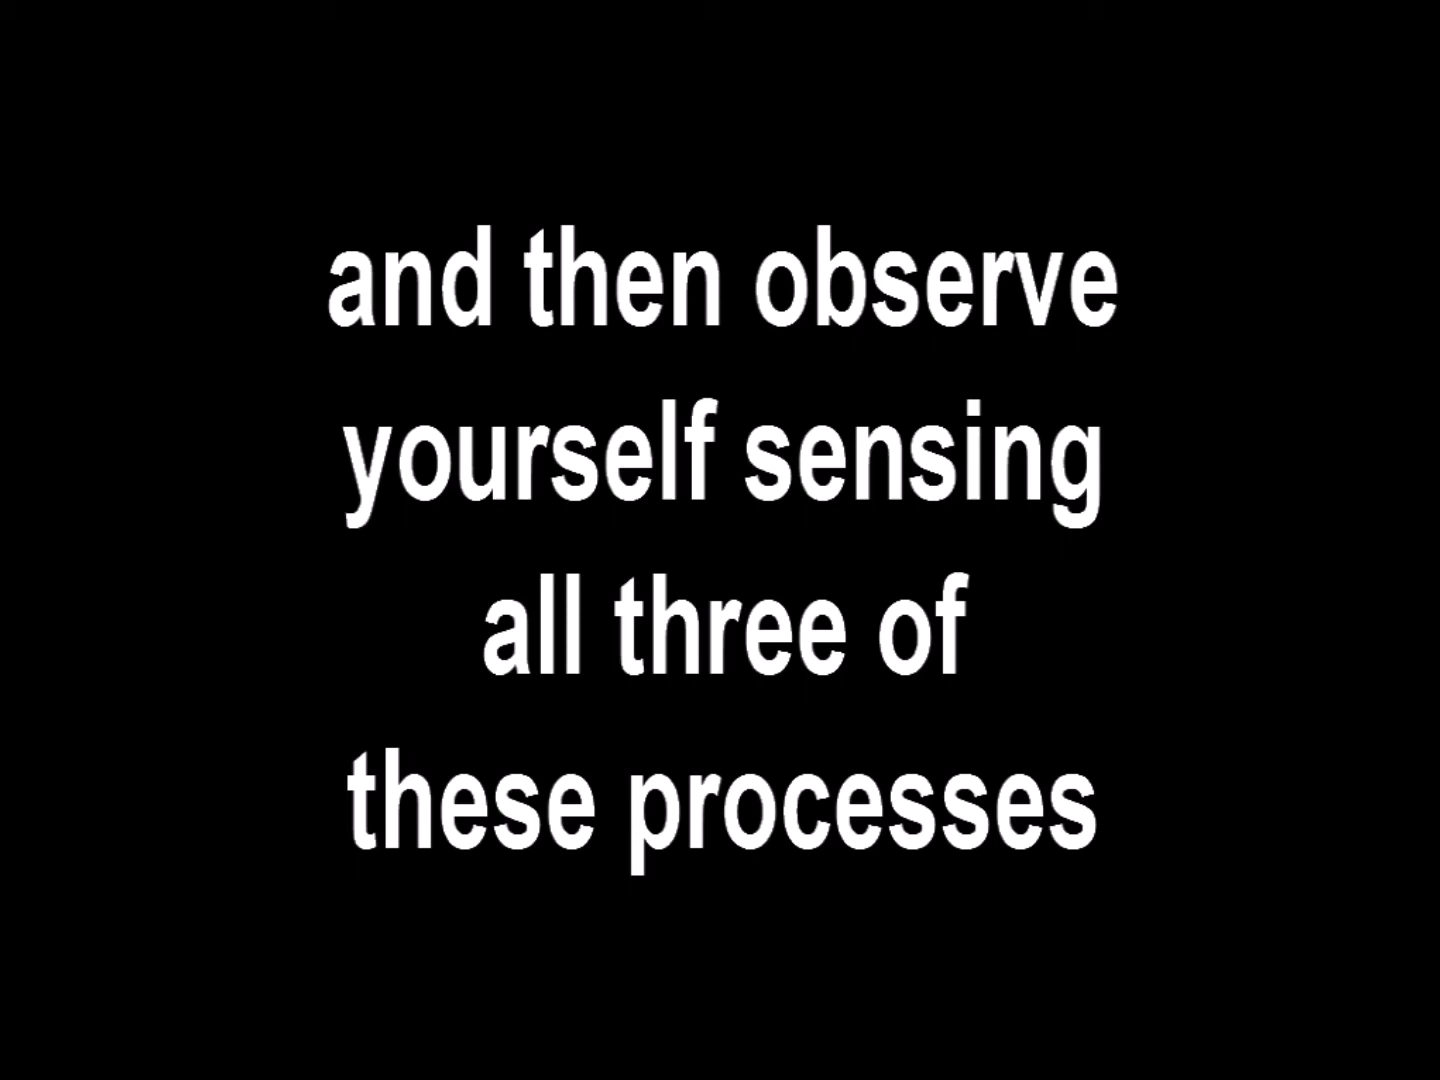 and then observe
yourself sensing
all three of
these processes